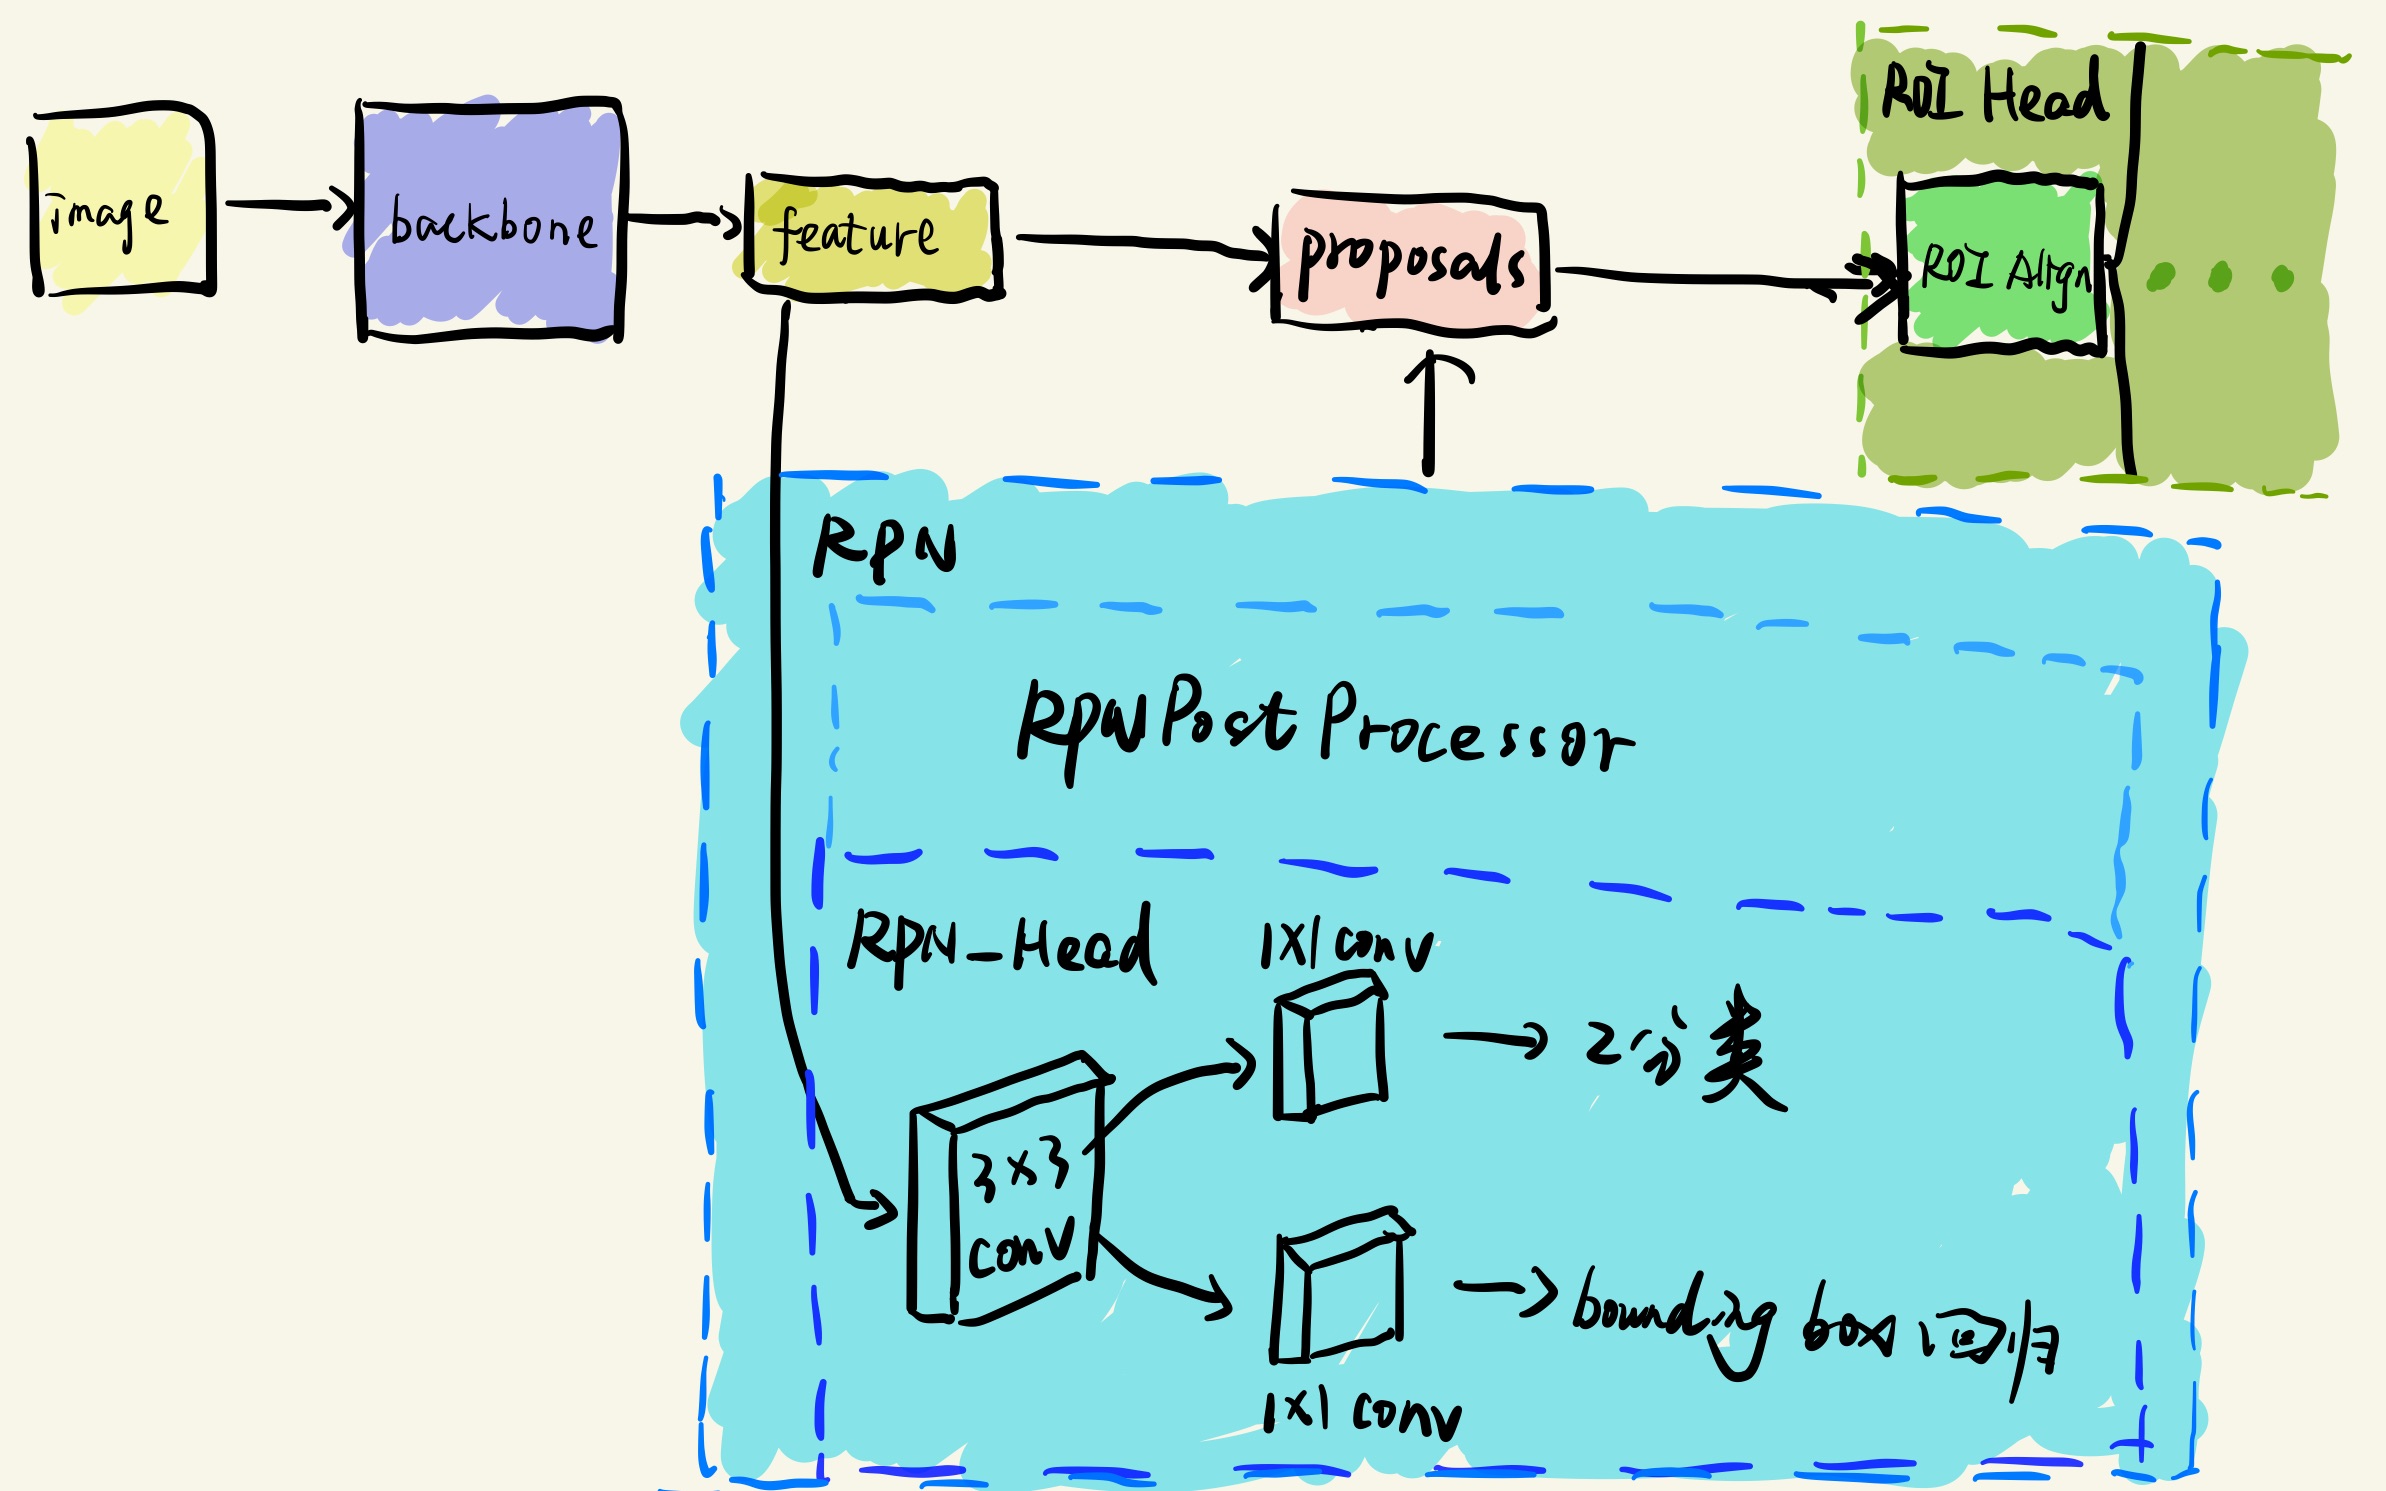 image
backbone
feature
proposals
ROI Head
ROI Align
RPN
RPN Post Processor
RPN_Head
1X1 conv
2分类
3x3
conv
bounding box 回归
1X1 conv